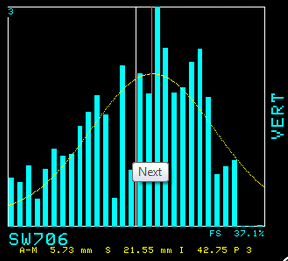 3
Next
VERT
FS 37.1%
SW706
A-M 5.73 mm S 21.55 mm I 42.75 P 3